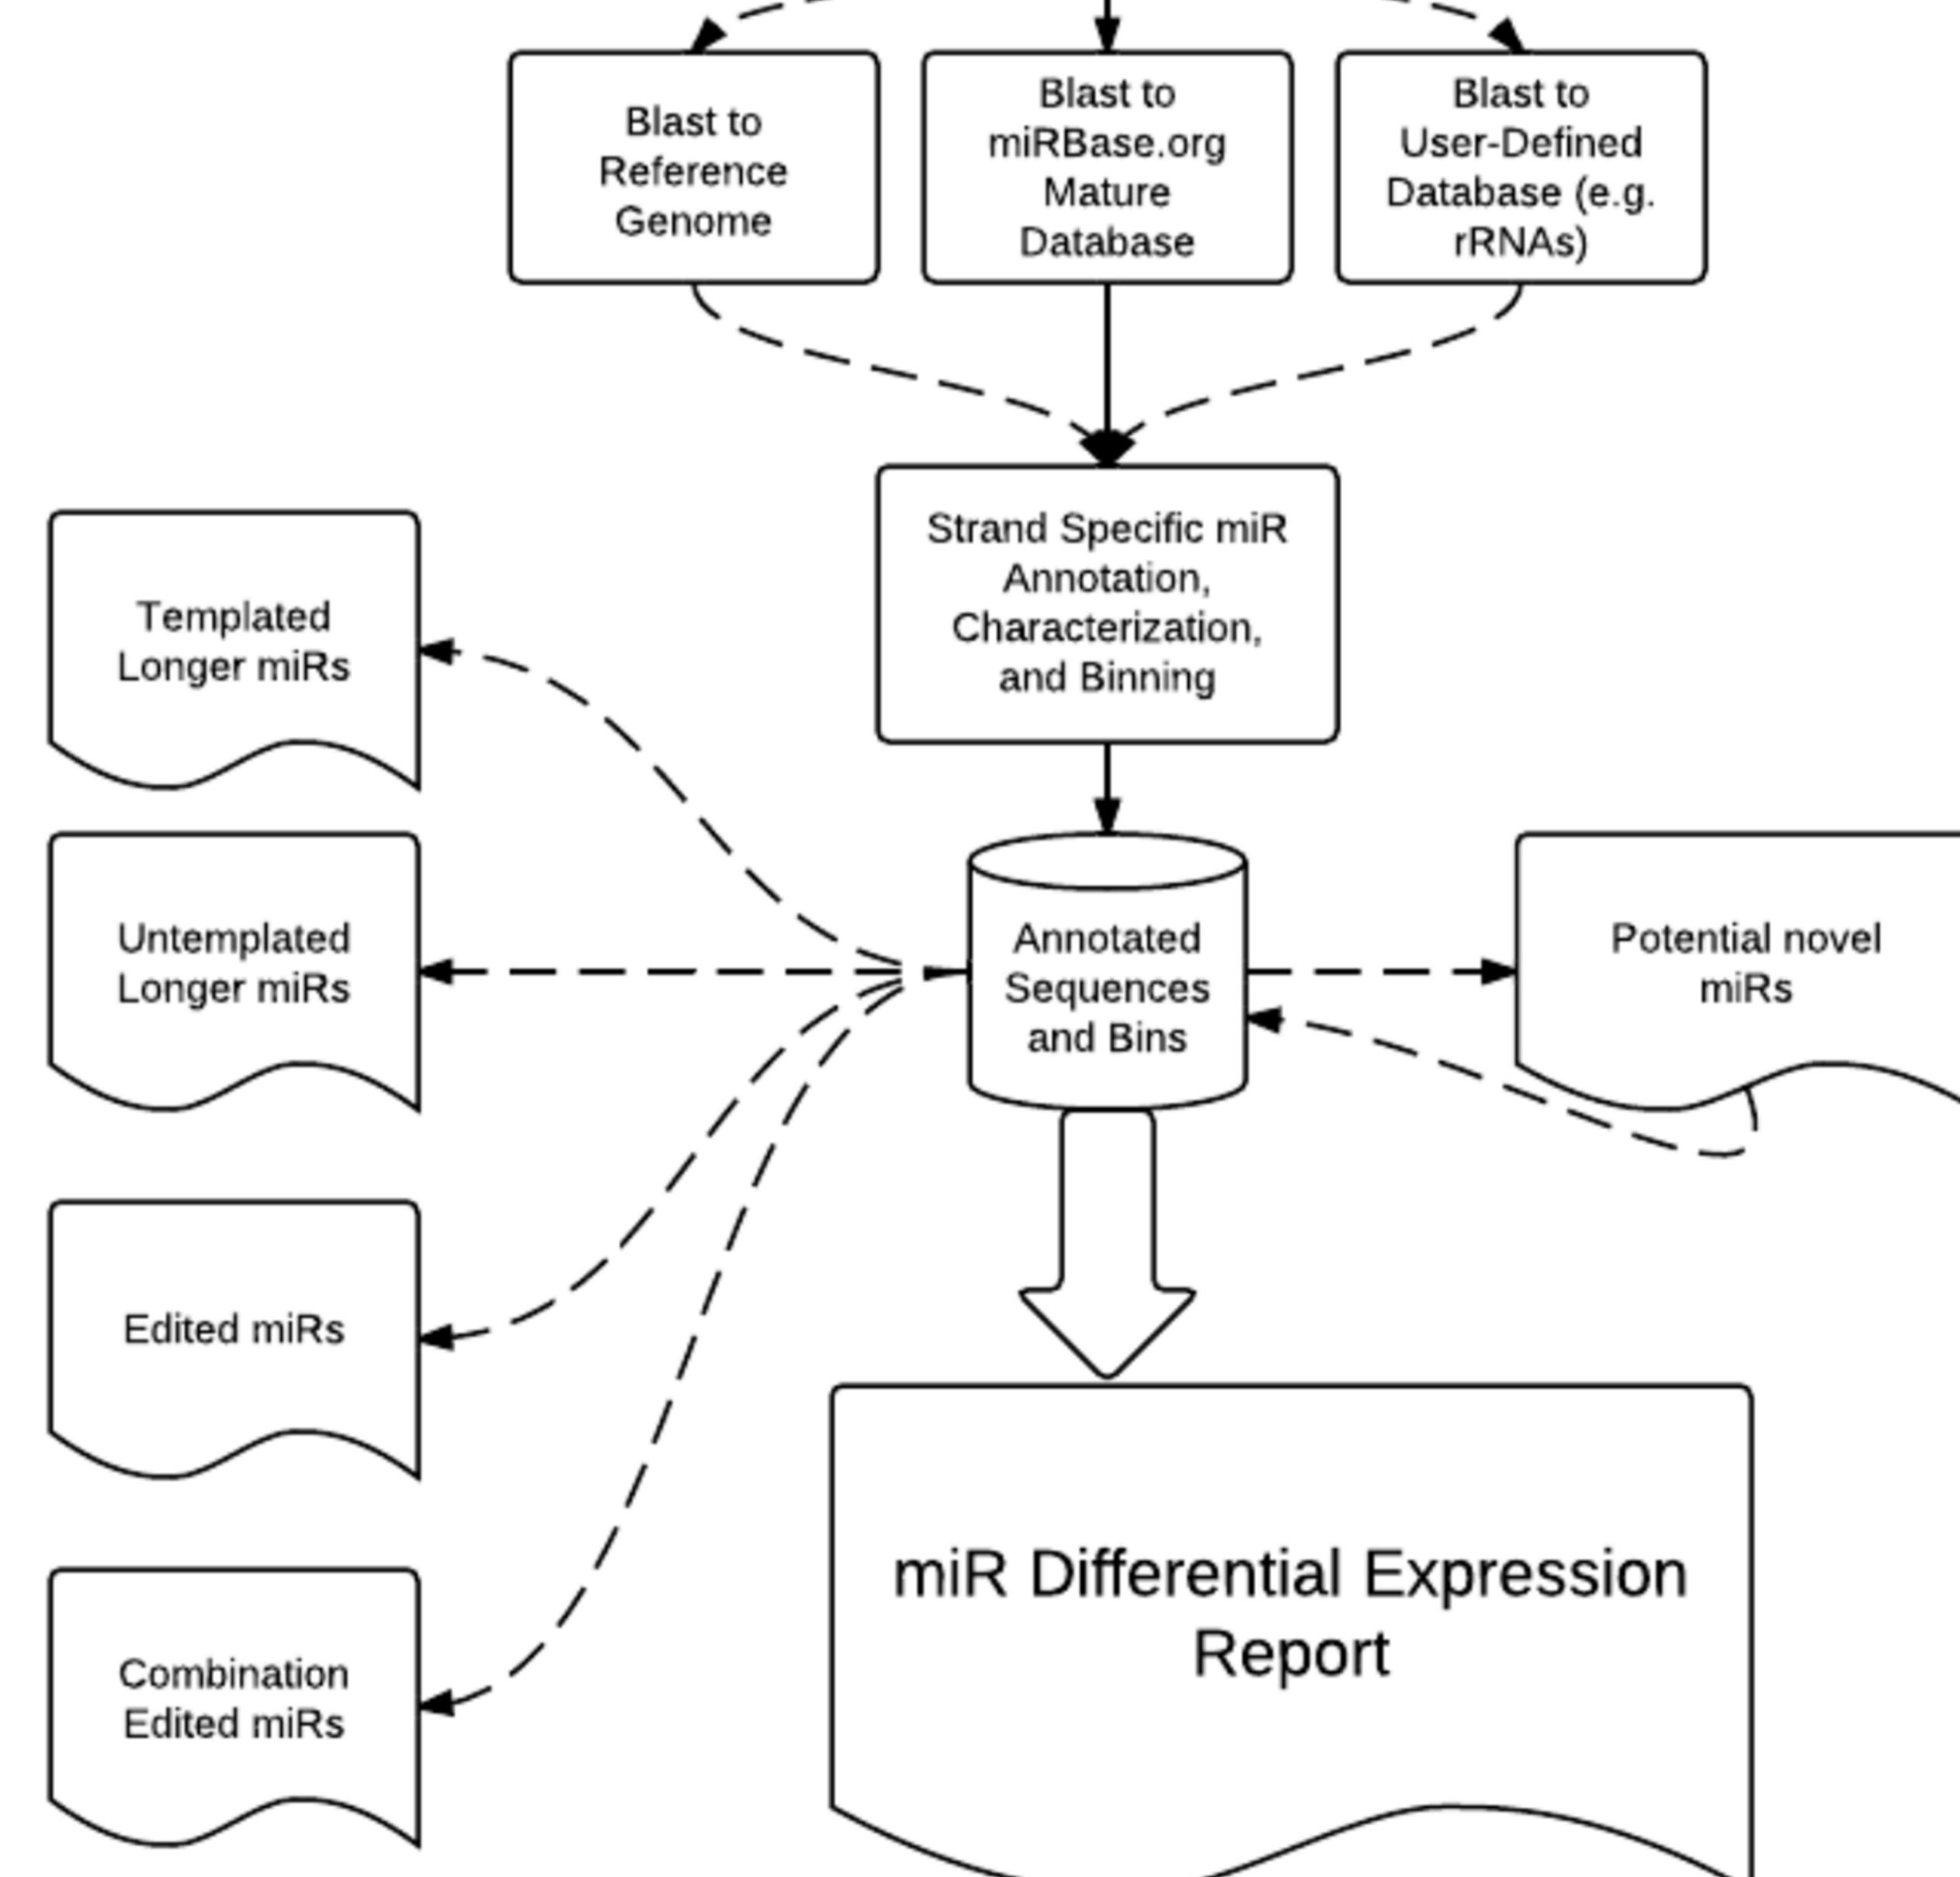 Blast to
Reference
Genome
Blast to
miRBase.org
Mature
Database
Blast to
User-Defined
Database (e.g.
rRNAs)
Strand Specific miR
Annotation,
Characterization,
and Binning
Templated
Longer miRs
Untemplated
Longer miRs
Annotated
Sequences
and Bins
Potential novel
miRs
Edited miRs
Combination
Edited miRs
miR Differential Expression
Report